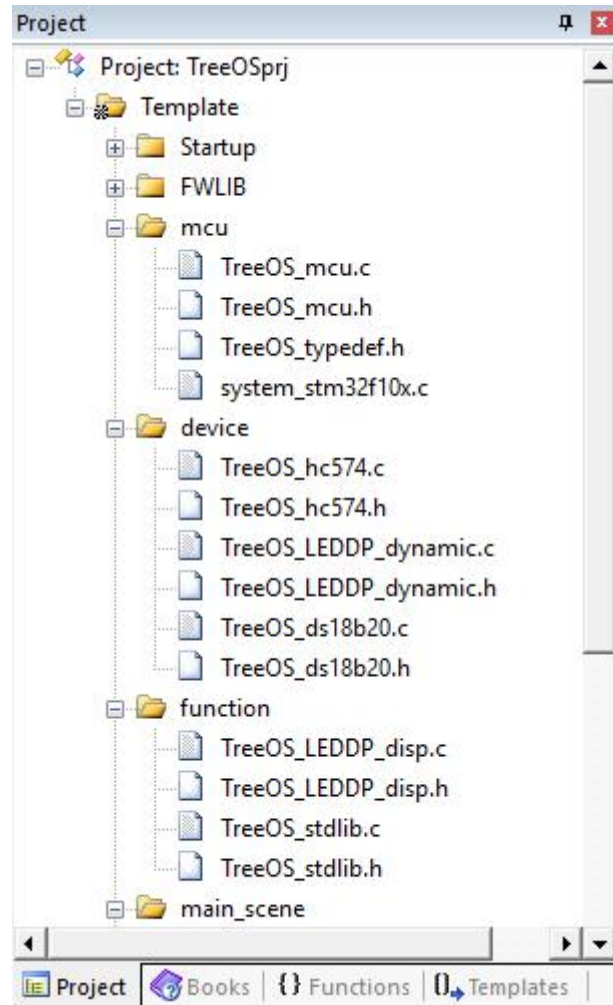 Project
Project: TreeOSprj
Template
Startup
FWLIB
mcu
TreeOS_mcu.c
TreeOS_mcu.h
TreeOS_typedef.h
system_stm32f10x.c
device
TreeOS_hc574.c
TreeOS_hc574.h
TreeOS_LEDDP_dynamic.c
TreeOS_LEDDP_dynamic.h
TreeOS_ds18b20.c
TreeOS_ds18b20.h
function
TreeOS_LEDDP_disp.c
TreeOS_LEDDP_disp.h
TreeOS_stdlib.c
TreeOS_stdlib.h
main_scene
Project Books {} Functions 0 Templates